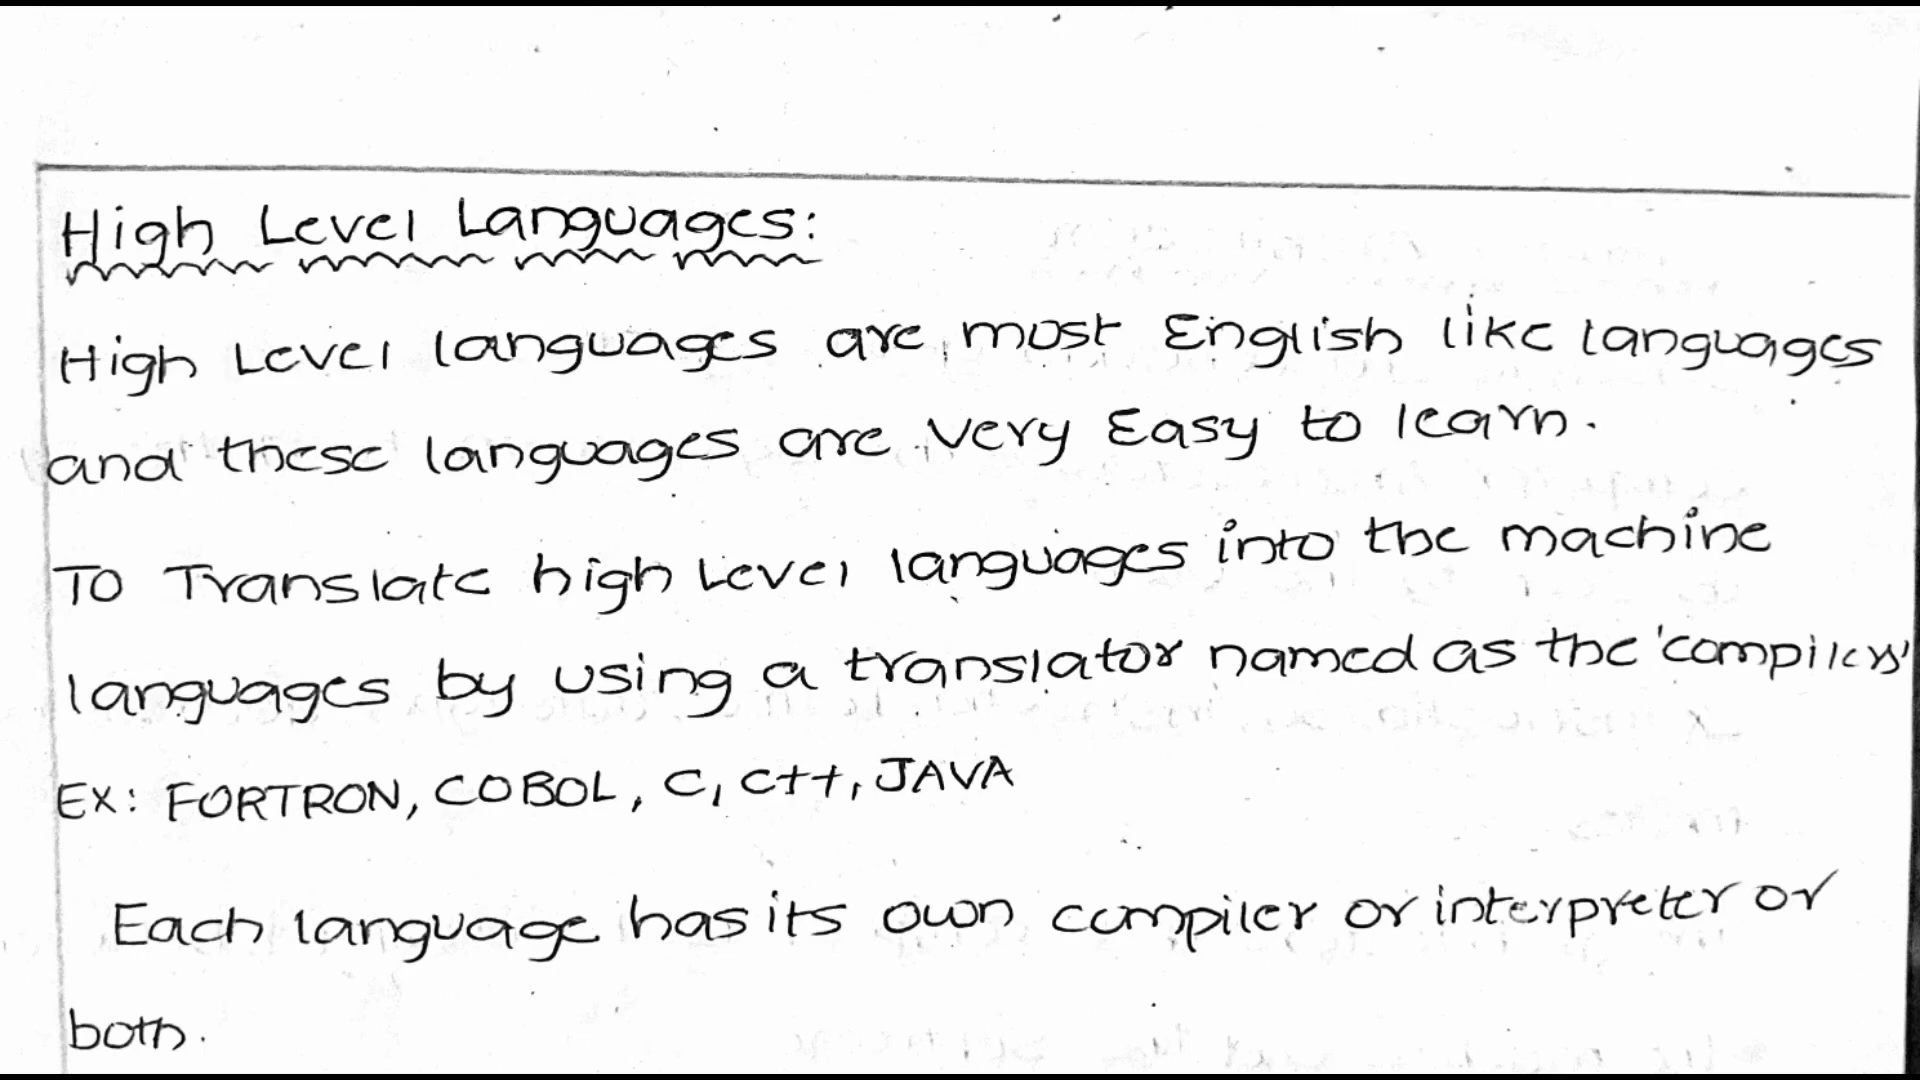 High Level Languages:
High Level languages are most English like languages
and these languages are very Easy to learn.
To Translate high Level languages into the machine
languages by using a translator named as the 'compilers'
EX: FORTRON, COBOL, C, C++, JAVA
Each language has its own compiler or interpreter or
both.